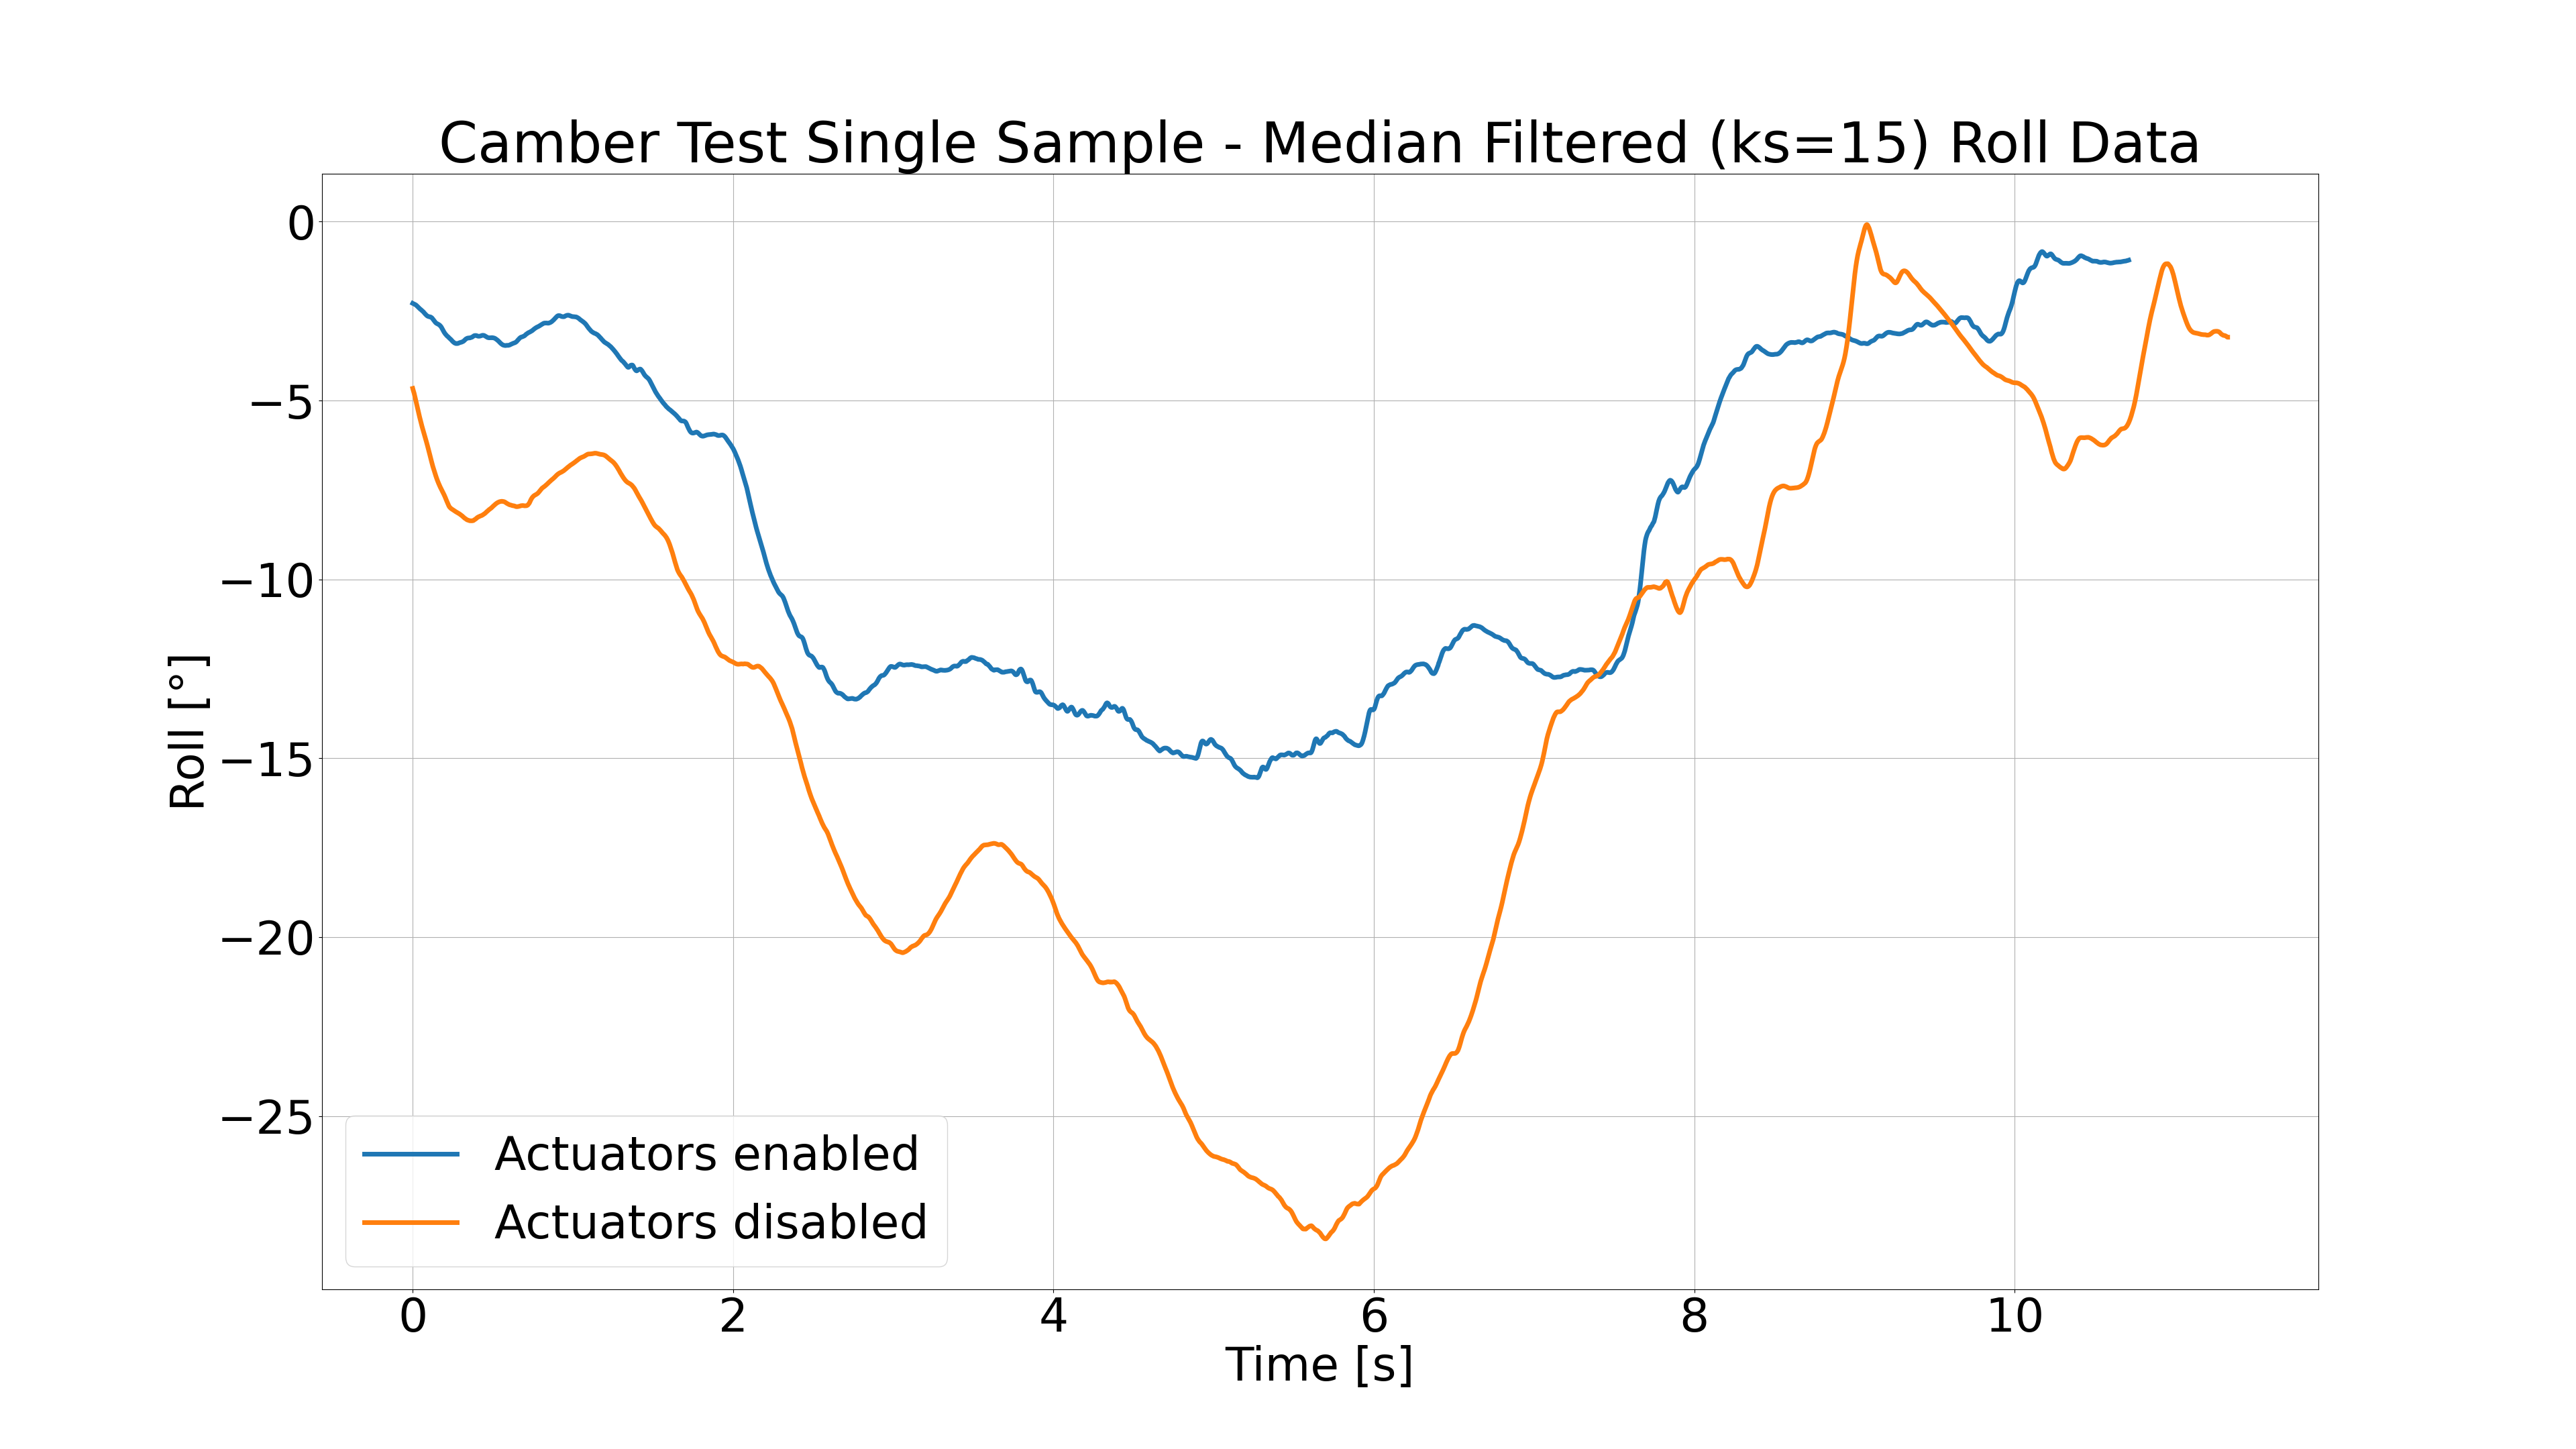 Camber Test Single Sample - Median Filtered (ks=15) Roll Data
0
−5
−10
−15
−20
−25
Roll [°]
Actuators enabled
Actuators disabled
0 2 4 6 8 10
Time [s]